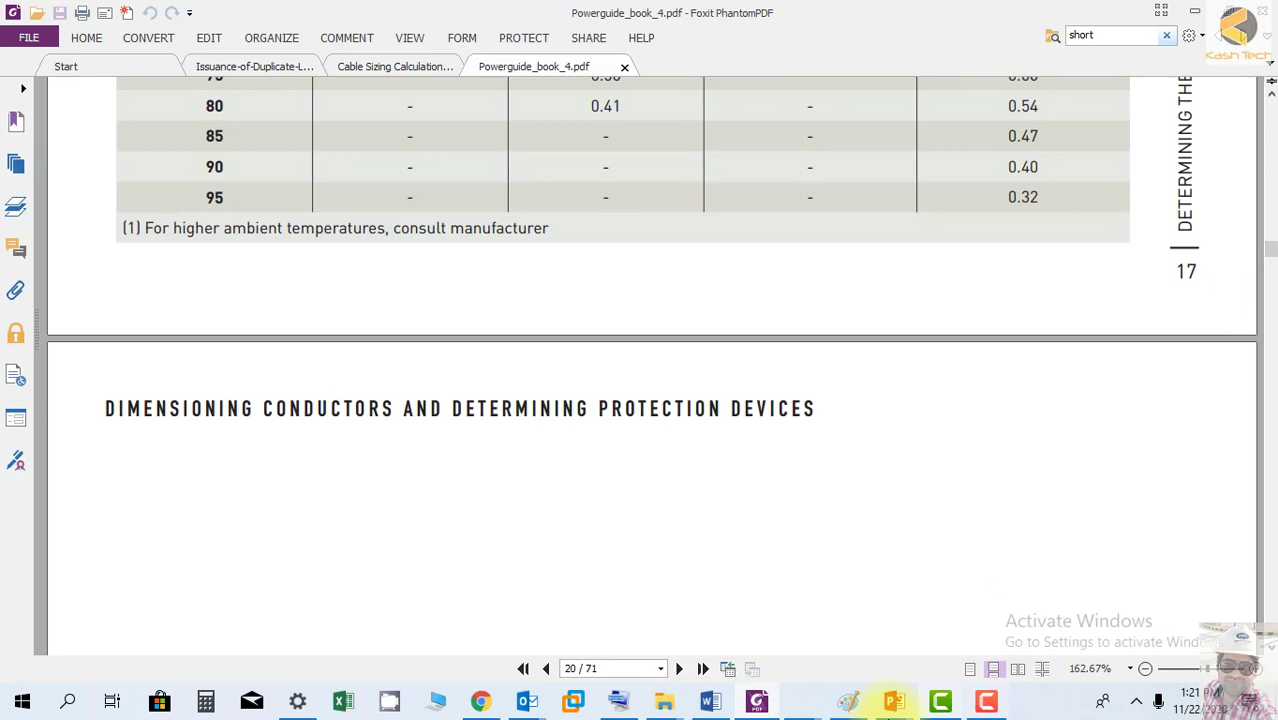 Powerguide_book_4.pdf - Foxit PhantomPDF
FILE HOME CONVERT EDIT ORGANIZE COMMENT VIEW FORM PROTECT SHARE HELP
short
Kash Tech
Start Issuance-of-Duplicate-L... Cable Sizing Calculation... Powerguide_book_4.pdf
80 - 0.41 - 0.54
85 - - - 0.47
90 - - - 0.40
95 - - - 0.32
(1) For higher ambient temperatures, consult manufacturer
DETERMINING THE
17
DIMENSIONING CONDUCTORS AND DETERMINING PROTECTION DEVICES
Activate Windows
Go to Settings to activate Windows
20 / 71
162.67%
1:21